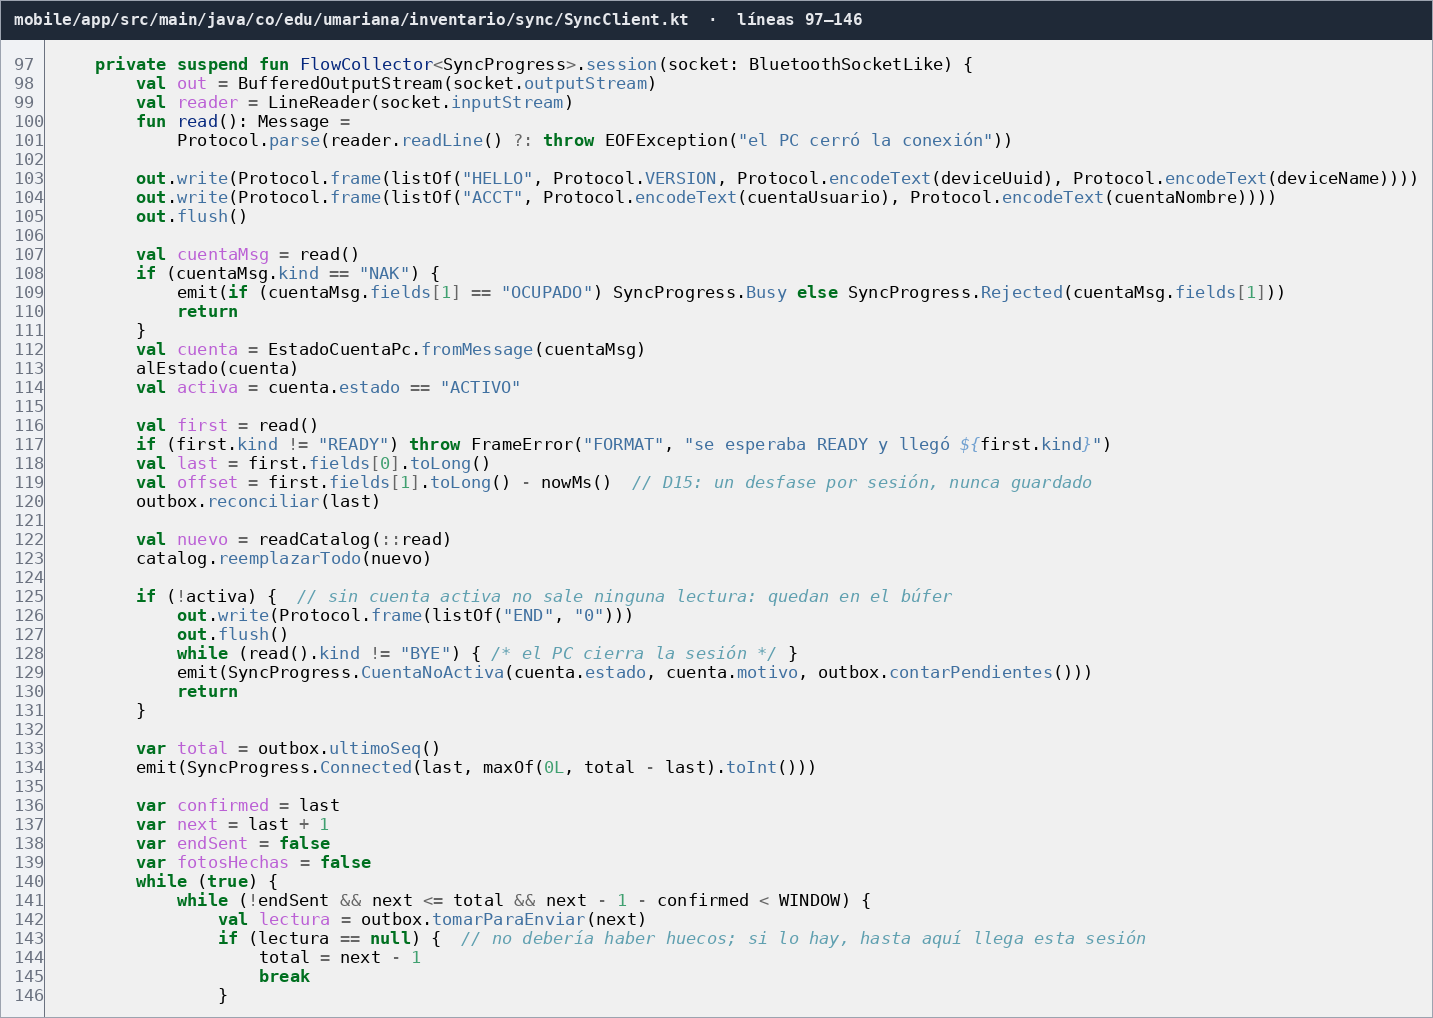 mobile/app/src/main/java/co/edu/umariana/inventario/sync/SyncClient.kt  ·  líneas 97–146
97     private suspend fun FlowCollector<SyncProgress>.session(socket: BluetoothSocketLike) {
98         val out = BufferedOutputStream(socket.outputStream)
99         val reader = LineReader(socket.inputStream)
100         fun read(): Message =
101             Protocol.parse(reader.readLine() ?: throw EOFException("el PC cerró la conexión"))
102
103         out.write(Protocol.frame(listOf("HELLO", Protocol.VERSION, Protocol.encodeText(deviceUuid), Protocol.encodeText(deviceName))))
104         out.write(Protocol.frame(listOf("ACCT", Protocol.encodeText(cuentaUsuario), Protocol.encodeText(cuentaNombre))))
105         out.flush()
106
107         val cuentaMsg = read()
108         if (cuentaMsg.kind == "NAK") {
109             emit(if (cuentaMsg.fields[1] == "OCUPADO") SyncProgress.Busy else SyncProgress.Rejected(cuentaMsg.fields[1]))
110             return
111         }
112         val cuenta = EstadoCuentaPc.fromMessage(cuentaMsg)
113         alEstado(cuenta)
114         val activa = cuenta.estado == "ACTIVO"
115
116         val first = read()
117         if (first.kind != "READY") throw FrameError("FORMAT", "se esperaba READY y llegó ${first.kind}")
118         val last = first.fields[0].toLong()
119         val offset = first.fields[1].toLong() - nowMs()  // D15: un desfase por sesión, nunca guardado
120         outbox.reconciliar(last)
121
122         val nuevo = readCatalog(::read)
123         catalog.reemplazarTodo(nuevo)
124
125         if (!activa) {  // sin cuenta activa no sale ninguna lectura: quedan en el búfer
126             out.write(Protocol.frame(listOf("END", "0")))
127             out.flush()
128             while (read().kind != "BYE") { /* el PC cierra la sesión */ }
129             emit(SyncProgress.CuentaNoActiva(cuenta.estado, cuenta.motivo, outbox.contarPendientes()))
130             return
131         }
132
133         var total = outbox.ultimoSeq()
134         emit(SyncProgress.Connected(last, maxOf(0L, total - last).toInt()))
135
136         var confirmed = last
137         var next = last + 1
138         var endSent = false
139         var fotosHechas = false
140         while (true) {
141             while (!endSent && next <= total && next - 1 - confirmed < WINDOW) {
142                 val lectura = outbox.tomarParaEnviar(next)
143                 if (lectura == null) {  // no debería haber huecos; si lo hay, hasta aquí llega esta sesión
144                     total = next - 1
145                     break
146                 }